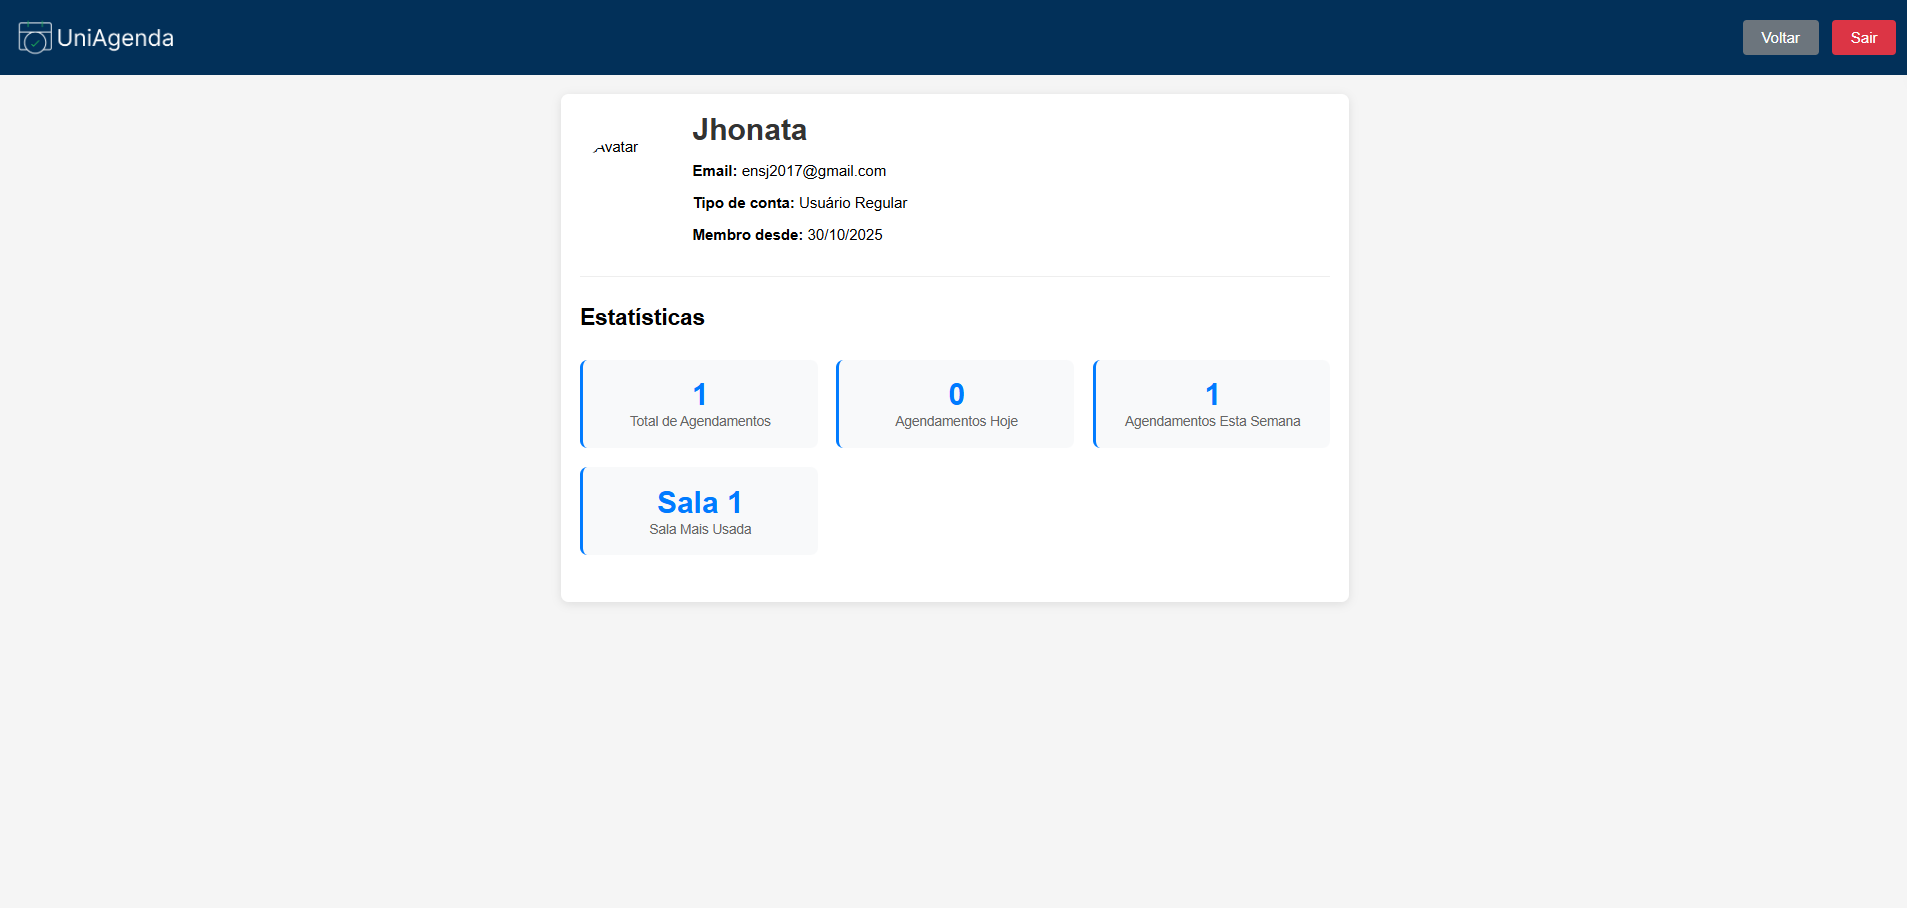 UniAgenda
Voltar
Sair
Avatar
Jhonata
Email: ensj2017@gmail.com
Tipo de conta: Usuário Regular
Membro desde: 30/10/2025
Estatísticas
1
Total de Agendamentos
0
Agendamentos Hoje
1
Agendamentos Esta Semana
Sala 1
Sala Mais Usada